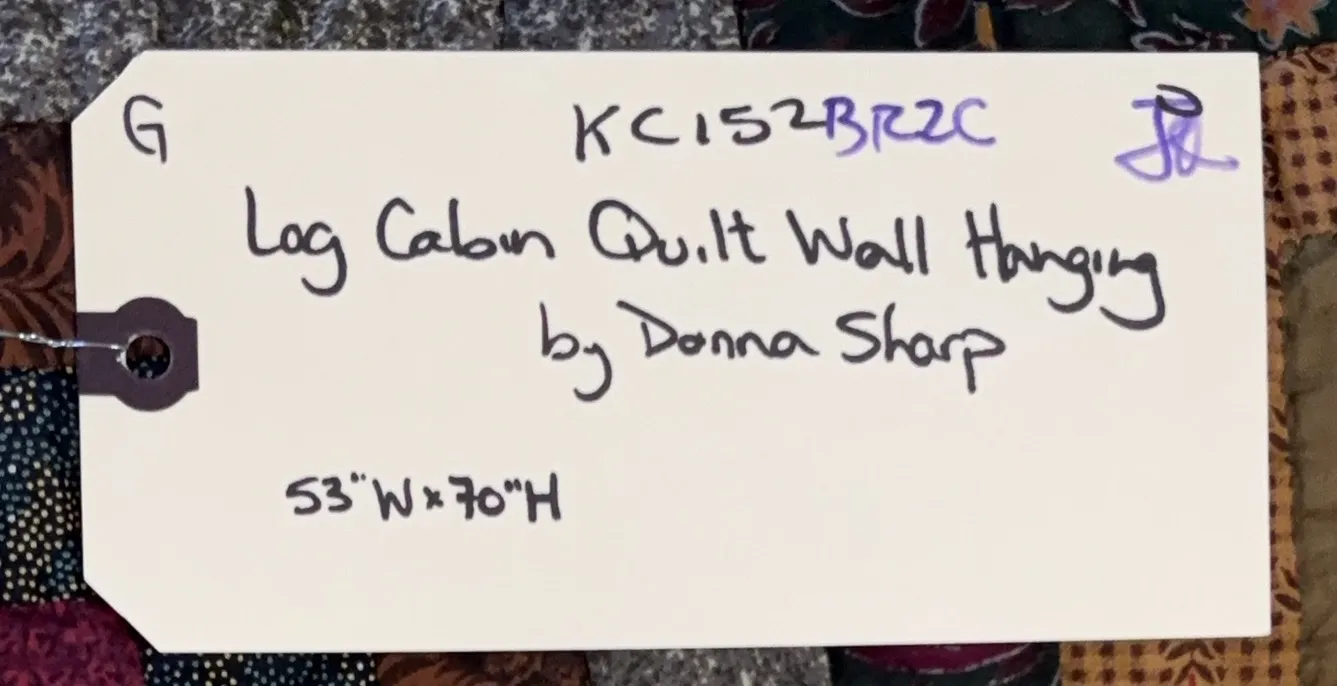 G KC152BR2C
Log Cabin Quilt Wall Hanging
by Donna Sharp
53"W x 70"H